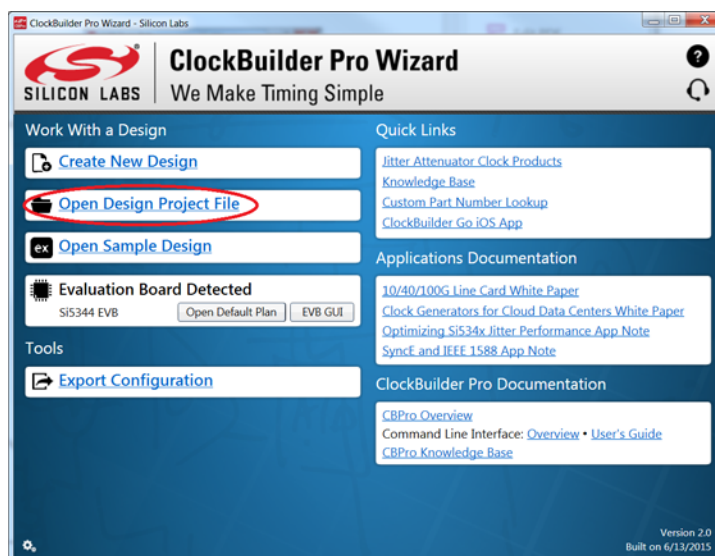 ClockBuilder Pro Wizard - Silicon Labs
SILICON LABS
ClockBuilder Pro Wizard
We Make Timing Simple
?
Work With a Design
Create New Design
Open Design Project File
ex Open Sample Design
Evaluation Board Detected
Si5344 EVB Open Default Plan EVB GUI
Tools
Export Configuration
Quick Links
Jitter Attenuator Clock Products
Knowledge Base
Custom Part Number Lookup
ClockBuilder Go iOS App
Applications Documentation
10/40/100G Line Card White Paper
Clock Generators for Cloud Data Centers White Paper
Optimizing Si534x Jitter Performance App Note
SyncE and IEEE 1588 App Note
ClockBuilder Pro Documentation
CBPro Overview
Command Line Interface: Overview • User's Guide
CBPro Knowledge Base
Version 2.0
Built on 6/13/2015